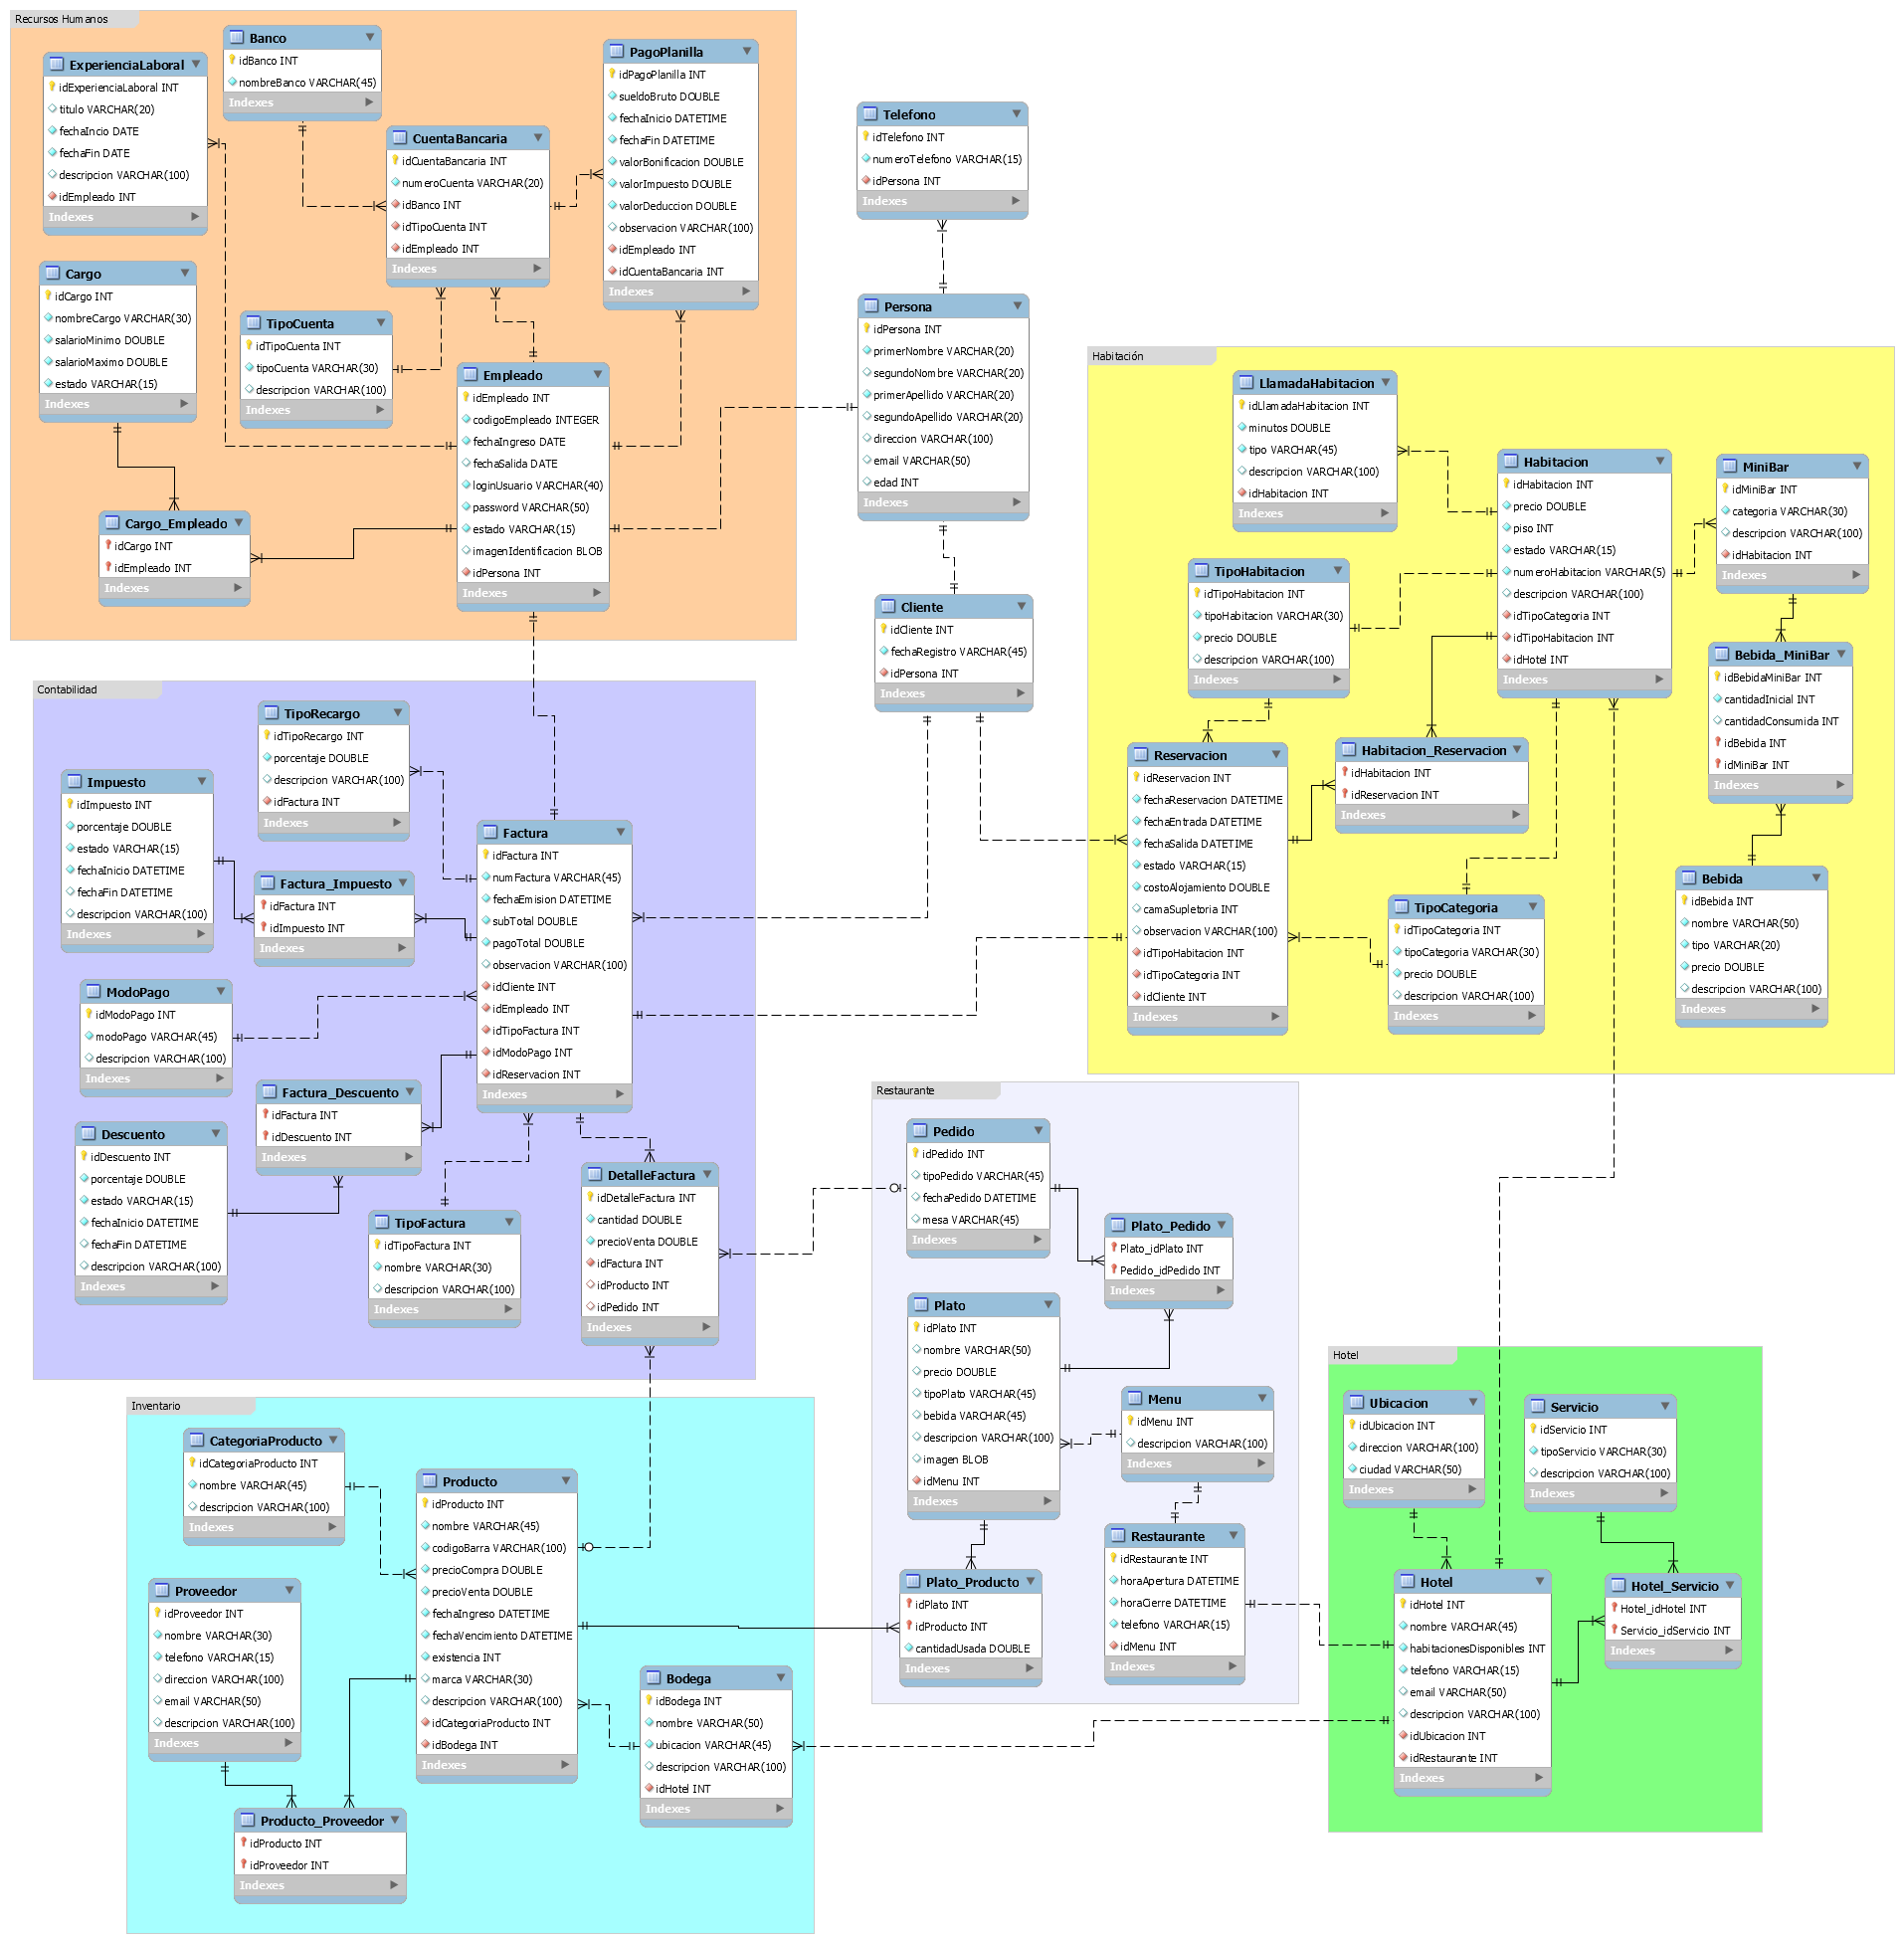 Recursos Humanos
ExperienciaLaboral
idExperienciaLaboral INT
titulo VARCHAR(20)
fechaIncio DATE
fechaFin DATE
descripcion VARCHAR(100)
idEmpleado INT
Indexes
Banco
idBanco INT
nombreBanco VARCHAR(45)
Indexes
CuentaBancaria
idCuentaBancaria INT
numeroCuenta VARCHAR(20)
idBanco INT
idTipoCuenta INT
idEmpleado INT
Indexes
PagoPlanilla
idPagoPlanilla INT
sueldoBruto DOUBLE
fechaInicio DATETIME
fechaFin DATETIME
valorBonificacion DOUBLE
valorImpuesto DOUBLE
valorDeduccion DOUBLE
observacion VARCHAR(100)
idEmpleado INT
idCuentaBancaria INT
Indexes
Cargo
idCargo INT
nombreCargo VARCHAR(30)
salarioMinimo DOUBLE
salarioMaximo DOUBLE
estado VARCHAR(15)
Indexes
TipoCuenta
idTipoCuenta INT
tipoCuenta VARCHAR(30)
descripcion VARCHAR(100)
Indexes
Empleado
idEmpleado INT
codigoEmpleado INTEGER
fechaIngreso DATE
fechaSalida DATE
loginUsuario VARCHAR(40)
password VARCHAR(50)
estado VARCHAR(15)
imagenIdentificacion BLOB
idPersona INT
Indexes
Cargo_Empleado
idCargo INT
idEmpleado INT
Indexes
Telefono
idTelefono INT
numeroTelefono VARCHAR(15)
idPersona INT
Indexes
Persona
idPersona INT
primerNombre VARCHAR(20)
segundoNombre VARCHAR(20)
primerApellido VARCHAR(20)
segundoApellido VARCHAR(20)
direccion VARCHAR(100)
email VARCHAR(50)
edad INT
Indexes
Cliente
idCliente INT
fechaRegistro VARCHAR(45)
idPersona INT
Indexes
Habitación
LlamadaHabitacion
idLlamadaHabitacion INT
minutos DOUBLE
tipo VARCHAR(45)
descripcion VARCHAR(100)
idHabitacion INT
Indexes
Habitacion
idHabitacion INT
precio DOUBLE
piso INT
estado VARCHAR(15)
numeroHabitacion VARCHAR(5)
descripcion VARCHAR(100)
idTipoCategoria INT
idTipoHabitacion INT
idHotel INT
Indexes
MiniBar
idMiniBar INT
categoria VARCHAR(30)
descripcion VARCHAR(100)
idHabitacion INT
Indexes
TipoHabitacion
idTipoHabitacion INT
tipoHabitacion VARCHAR(30)
precio DOUBLE
descripcion VARCHAR(100)
Indexes
Bebida_MiniBar
idBebidaMiniBar INT
cantidadInicial INT
cantidadConsumida INT
idBebida INT
idMiniBar INT
Indexes
Reservacion
idReservacion INT
fechaReservacion DATETIME
fechaEntrada DATETIME
fechaSalida DATETIME
estado VARCHAR(15)
costoAlojamiento DOUBLE
camaSupletoria INT
observacion VARCHAR(100)
idTipoHabitacion INT
idTipoCategoria INT
idCliente INT
Indexes
Habitacion_Reservacion
idHabitacion INT
idReservacion INT
Indexes
TipoCategoria
idTipoCategoria INT
tipoCategoria VARCHAR(30)
precio DOUBLE
descripcion VARCHAR(100)
Indexes
Bebida
idBebida INT
nombre VARCHAR(50)
tipo VARCHAR(20)
precio DOUBLE
descripcion VARCHAR(100)
Indexes
Contabilidad
TipoRecargo
idTipoRecargo INT
porcentaje DOUBLE
descripcion VARCHAR(100)
idFactura INT
Indexes
Impuesto
idImpuesto INT
porcentaje DOUBLE
estado VARCHAR(15)
fechaInicio DATETIME
fechaFin DATETIME
descripcion VARCHAR(100)
Indexes
Factura_Impuesto
idFactura INT
idImpuesto INT
Indexes
Factura
idFactura INT
numFactura VARCHAR(45)
fechaEmision DATETIME
subTotal DOUBLE
pagoTotal DOUBLE
observacion VARCHAR(100)
idCliente INT
idEmpleado INT
idTipoFactura INT
idModoPago INT
idReservacion INT
Indexes
ModoPago
idModoPago INT
modoPago VARCHAR(45)
descripcion VARCHAR(100)
Indexes
Factura_Descuento
idFactura INT
idDescuento INT
Indexes
Descuento
idDescuento INT
porcentaje DOUBLE
estado VARCHAR(15)
fechaInicio DATETIME
fechaFin DATETIME
descripcion VARCHAR(100)
Indexes
TipoFactura
idTipoFactura INT
nombre VARCHAR(30)
descripcion VARCHAR(100)
Indexes
DetalleFactura
idDetalleFactura INT
cantidad DOUBLE
precioVenta DOUBLE
idFactura INT
idProducto INT
idPedido INT
Indexes
Restaurante
Pedido
idPedido INT
tipoPedido VARCHAR(45)
fechaPedido DATETIME
mesa VARCHAR(45)
Indexes
Plato_Pedido
Plato_idPlato INT
Pedido_idPedido INT
Indexes
Plato
idPlato INT
nombre VARCHAR(50)
precio DOUBLE
tipoPlato VARCHAR(45)
bebida VARCHAR(45)
descripcion VARCHAR(100)
imagen BLOB
idMenu INT
Indexes
Menu
idMenu INT
descripcion VARCHAR(100)
Indexes
Restaurante
idRestaurante INT
horaApertura DATETIME
horaCierre DATETIME
telefono VARCHAR(15)
idMenu INT
Indexes
Plato_Producto
idPlato INT
idProducto INT
cantidadUsada DOUBLE
Indexes
Inventario
CategoriaProducto
idCategoriaProducto INT
nombre VARCHAR(45)
descripcion VARCHAR(100)
Indexes
Producto
idProducto INT
nombre VARCHAR(45)
codigoBarra VARCHAR(100)
precioCompra DOUBLE
precioVenta DOUBLE
fechaIngreso DATETIME
fechaVencimiento DATETIME
existencia INT
marca VARCHAR(30)
descripcion VARCHAR(100)
idCategoriaProducto INT
idBodega INT
Indexes
Proveedor
idProveedor INT
nombre VARCHAR(30)
telefono VARCHAR(15)
direccion VARCHAR(100)
email VARCHAR(50)
descripcion VARCHAR(100)
Indexes
Bodega
idBodega INT
nombre VARCHAR(50)
ubicacion VARCHAR(45)
descripcion VARCHAR(100)
idHotel INT
Indexes
Producto_Proveedor
idProducto INT
idProveedor INT
Indexes
Hotel
Ubicacion
idUbicacion INT
direccion VARCHAR(100)
ciudad VARCHAR(50)
Indexes
Servicio
idServicio INT
tipoServicio VARCHAR(30)
descripcion VARCHAR(100)
Indexes
Hotel
idHotel INT
nombre VARCHAR(45)
habitacionesDisponibles INT
telefono VARCHAR(15)
email VARCHAR(50)
descripcion VARCHAR(100)
idUbicacion INT
idRestaurante INT
Indexes
Hotel_Servicio
Hotel_idHotel INT
Servicio_idServicio INT
Indexes